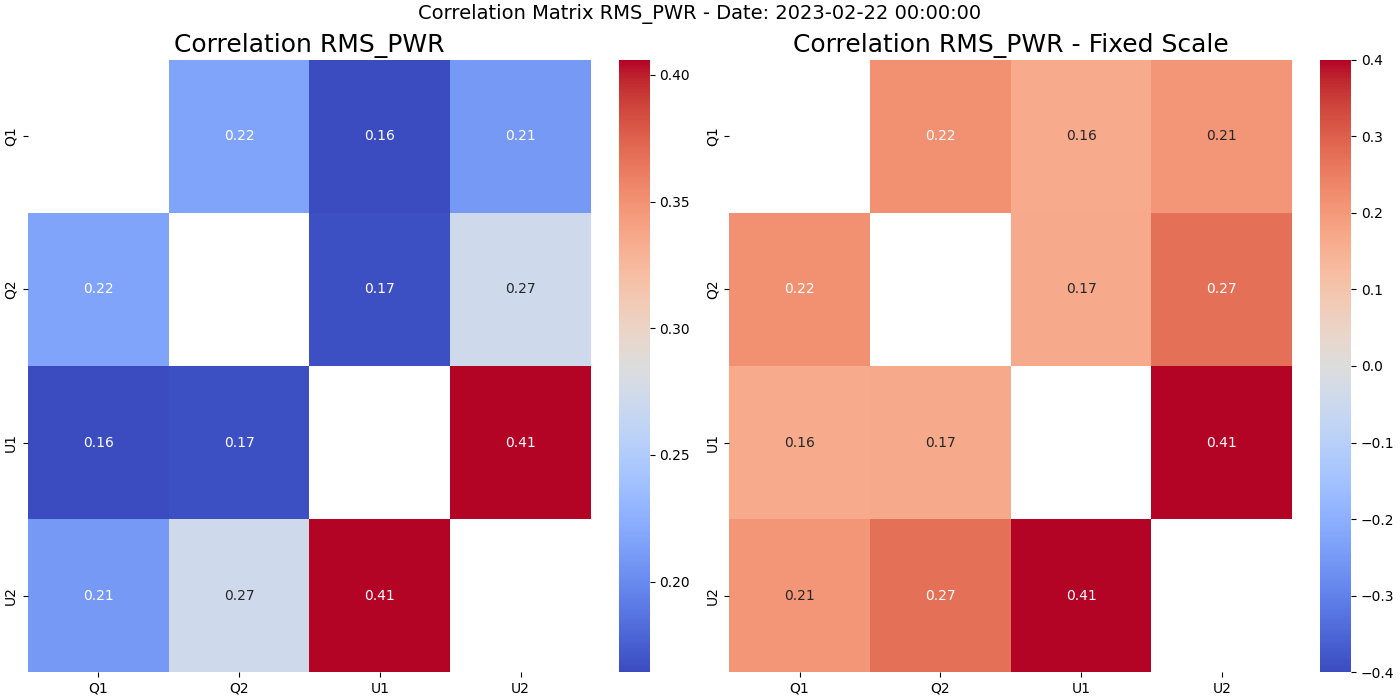 Correlation Matrix RMS_PWR - Date: 2023-02-22 00:00:00
Correlation RMS_PWR
Q1
0.22
0.16
0.21
Q2
0.22
0.17
0.27
U1
0.16
0.17
0.41
U2
0.21
0.27
0.41
Q1
Q2
U1
U2
0.40
0.35
0.30
0.25
0.20
Correlation RMS_PWR - Fixed Scale
Q1
0.22
0.16
0.21
Q2
0.22
0.17
0.27
U1
0.16
0.17
0.41
U2
0.21
0.27
0.41
Q1
Q2
U1
U2
0.4
0.3
0.2
0.1
0.0
−0.1
−0.2
−0.3
−0.4